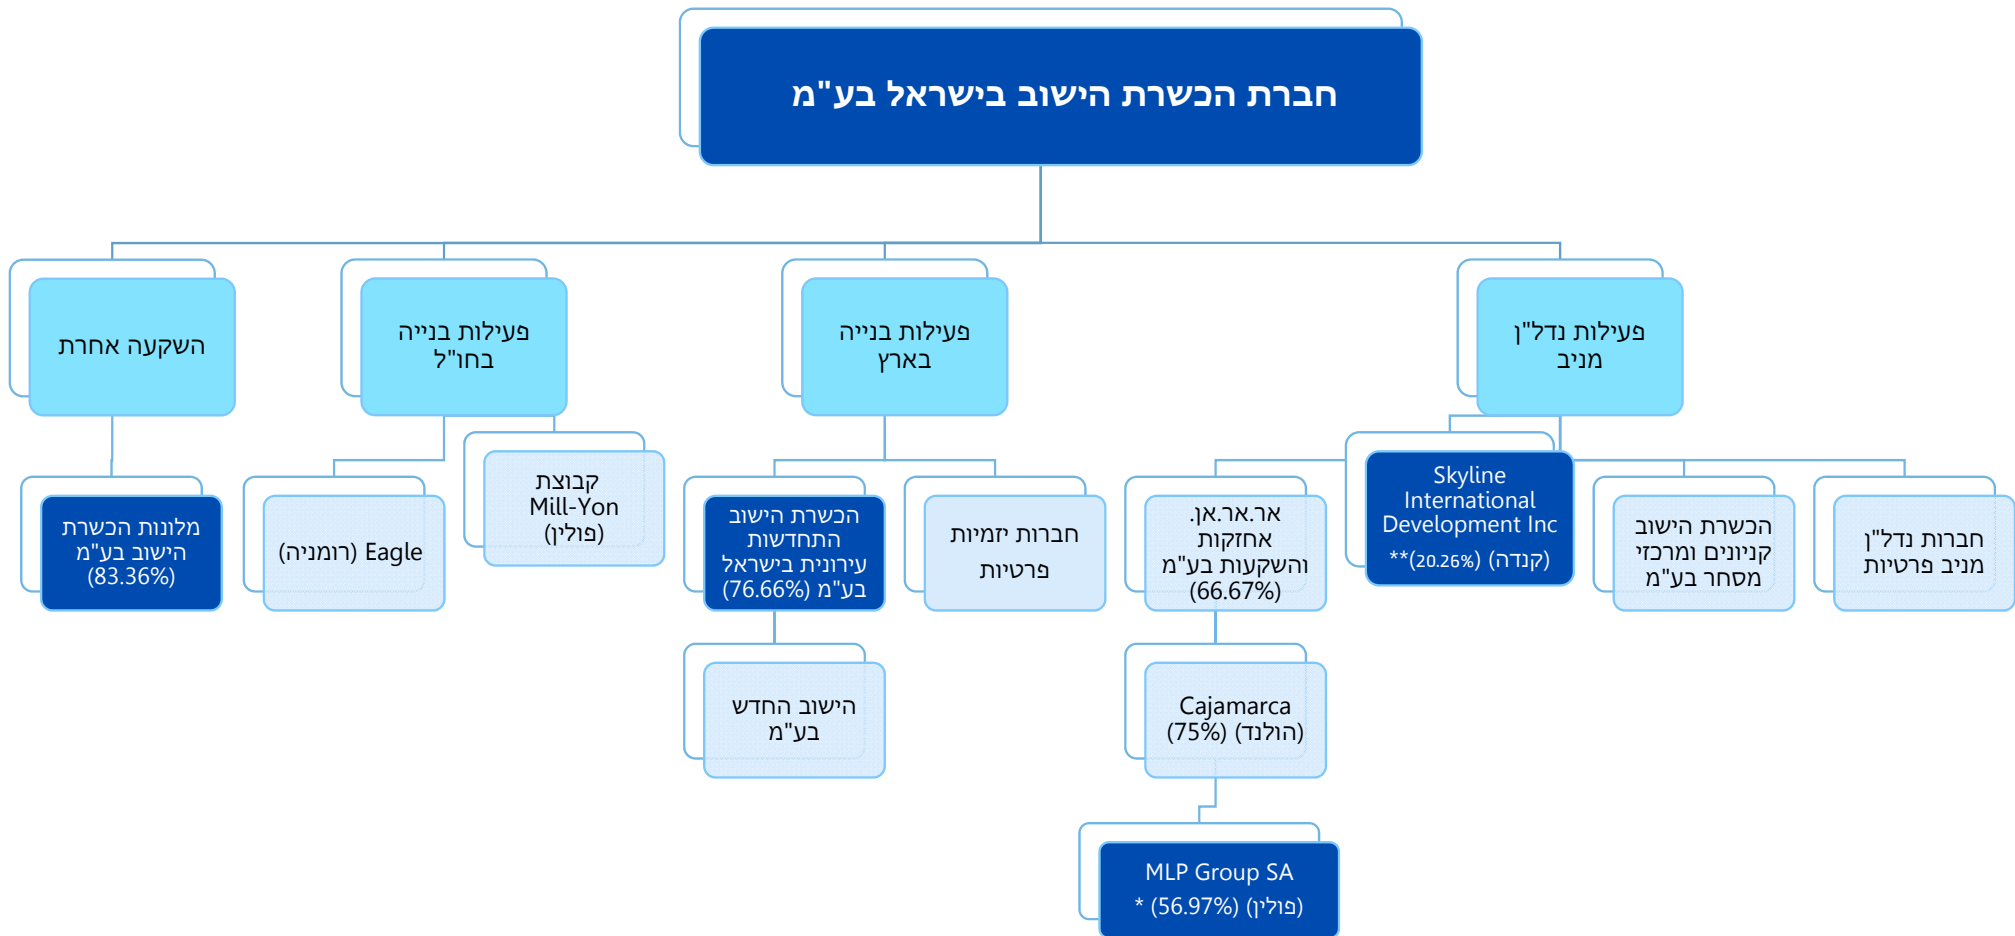 חברת הכשרת הישוב בישראל בע"מ
פעילות נדל"ן
מניב
פעילות בנייה
בארץ
פעילות בנייה
בחו"ל
השקעה אחרת
חברות נדל"ן
מניב פרטיות
הכשרת הישוב
קניונים ומרכזי
מסחר בע"מ
Skyline
International
Development Inc
(קנדה) (20.26%)**
אר.אר.אן.
אחזקות
והשקעות בע"מ
(66.67%)
Cajamarca
(הולנד) (75%)
MLP Group SA
(פולין) (56.97%) *
חברות יזמיות
פרטיות
הכשרת הישוב
התחדשות
עירונית בישראל
בע"מ (76.66%)
הישוב החדש
בע"מ
קבוצת
Mill-Yon
(פולין)
Eagle (רומניה)
מלונות הכשרת
הישוב בע"מ
(83.36%)